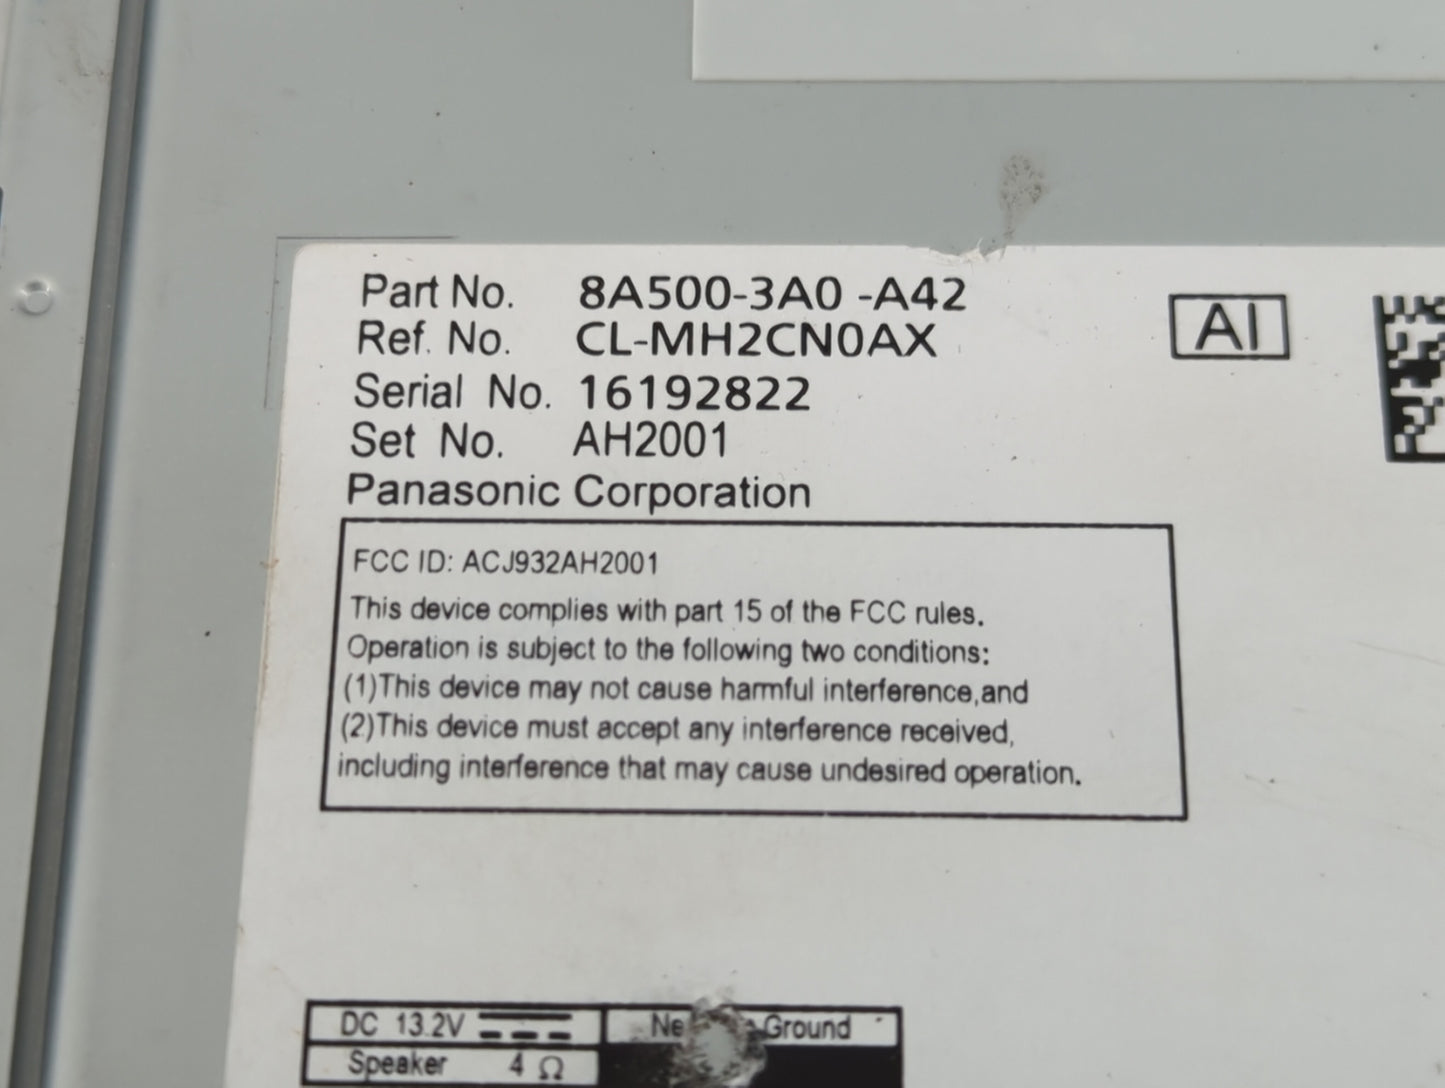 Part No. 8A500-3A0 -A42
Ref. No. CL-MH2CN0AX
AI
Serial No. 16192822
Set No. AH2001
Panasonic Corporation
FCC ID: ACJ932AH2001
This device complies with part 15 of the FCC rules.
Operation is subject to the following two conditions:
(1)This device may not cause harmful interference,and
(2)This device must accept any interference received,
including interference that may cause undesired operation.
DC 13.2V Ground
Speaker 4 Ω